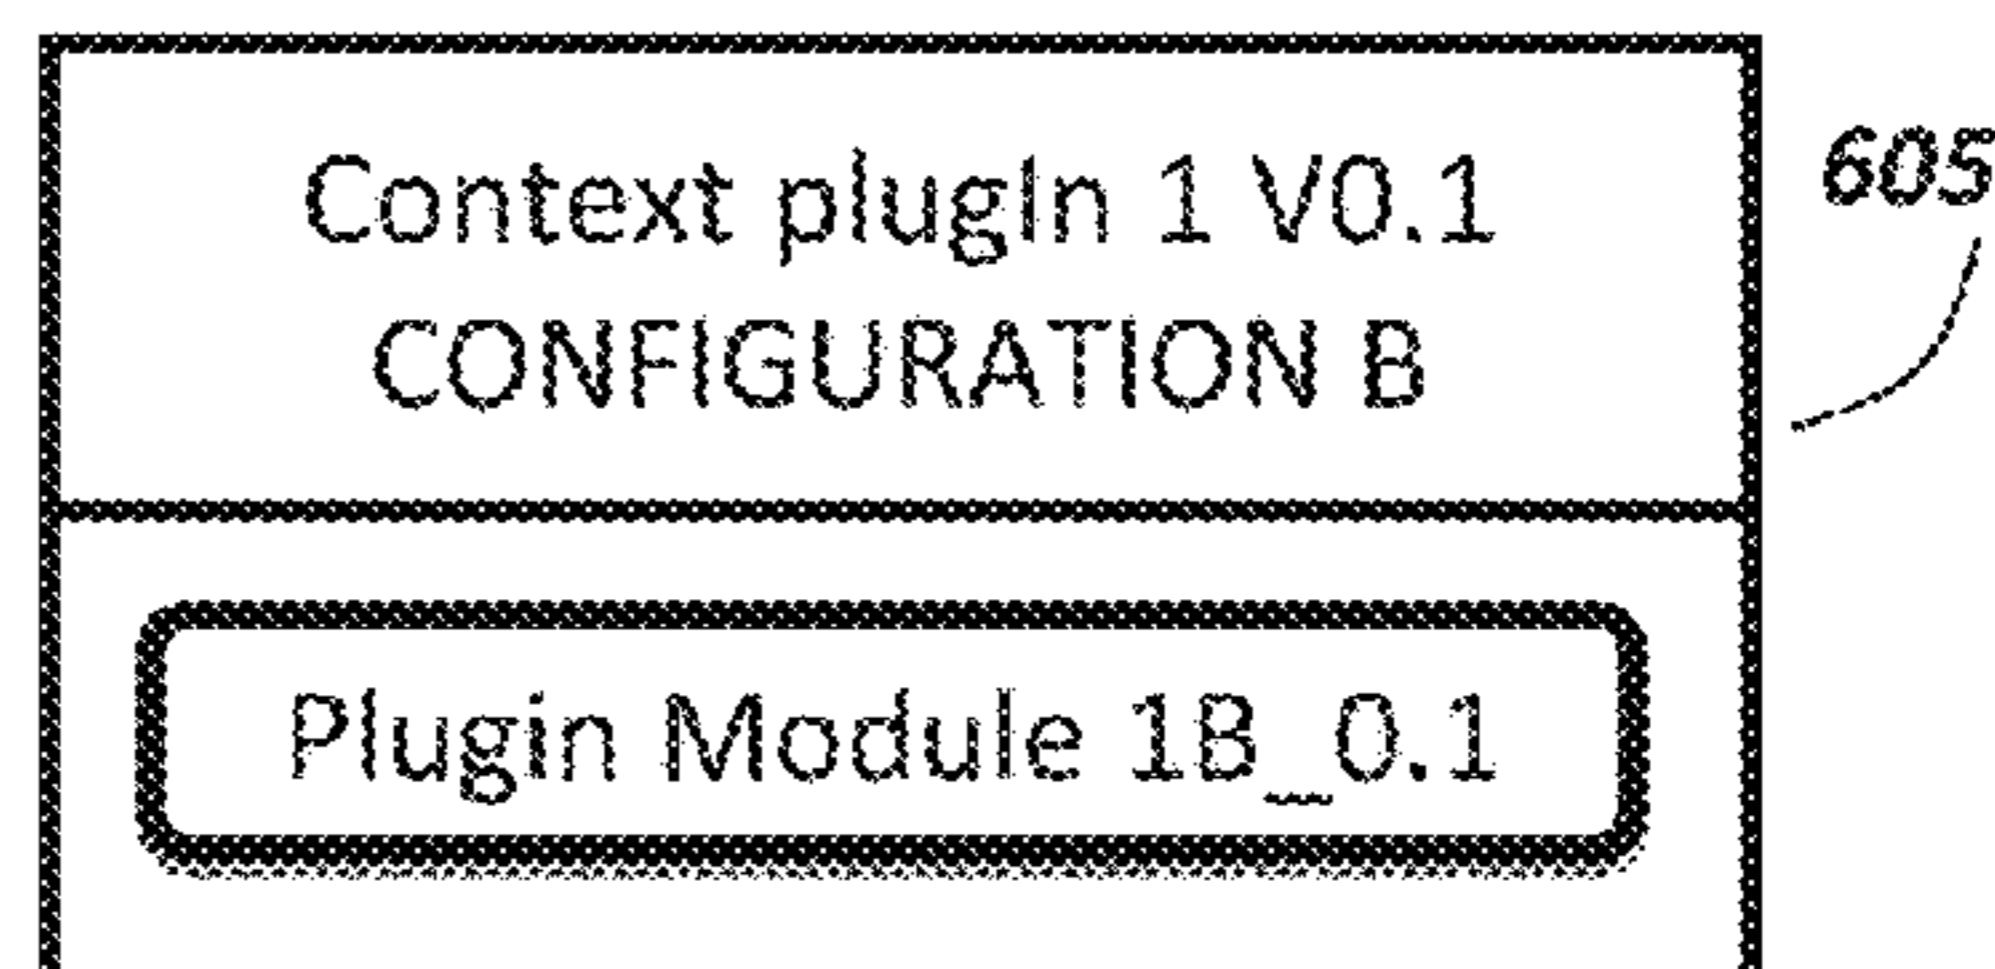 Context plugIn 1 V0.1
CONFIGURATION B
605
Plugin Module 1B_0.1